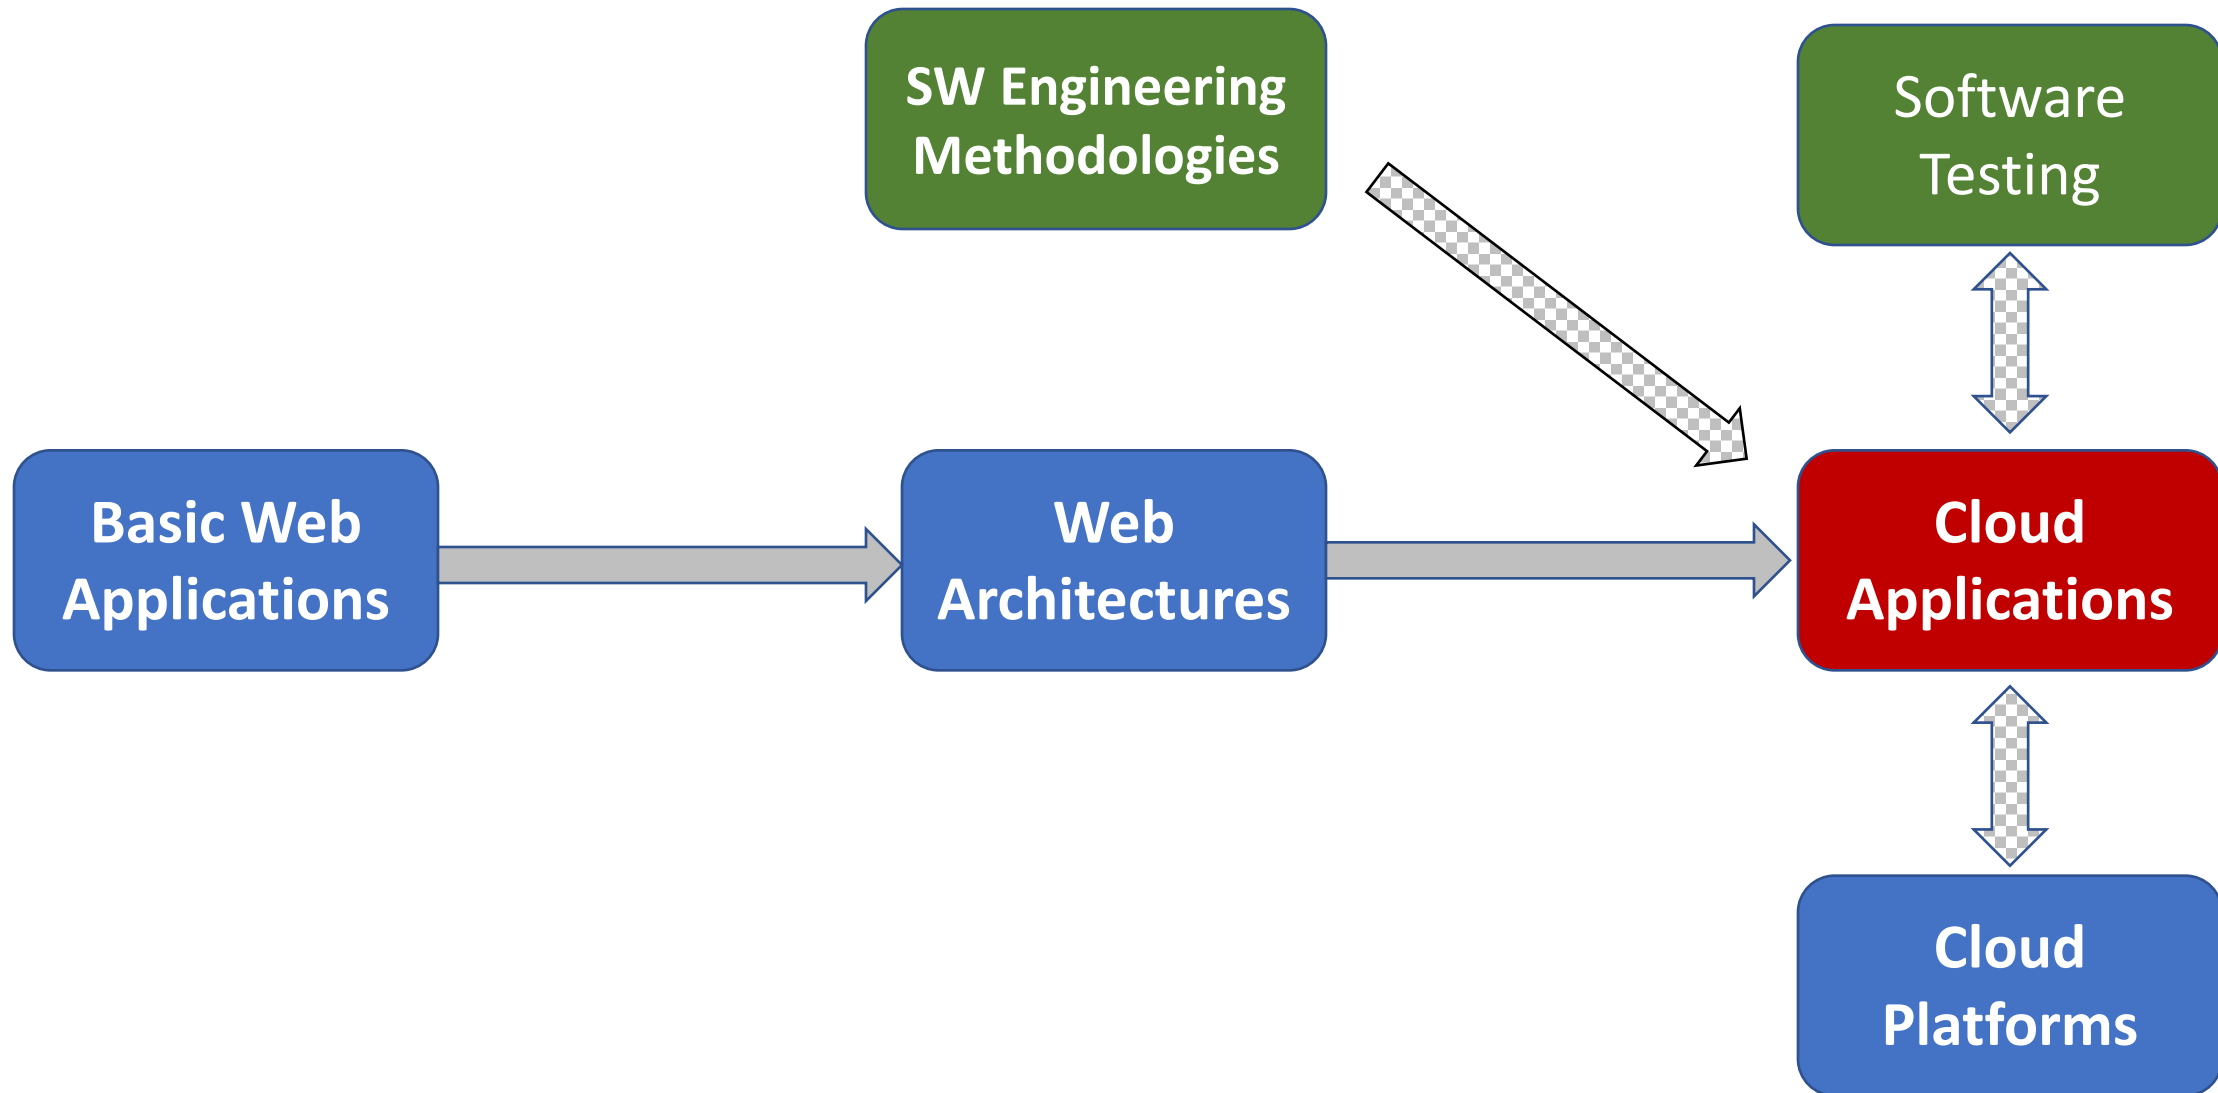 SW Engineering
Methodologies
Software
Testing
Basic Web
Applications
Web
Architectures
Cloud
Applications
Cloud
Platforms